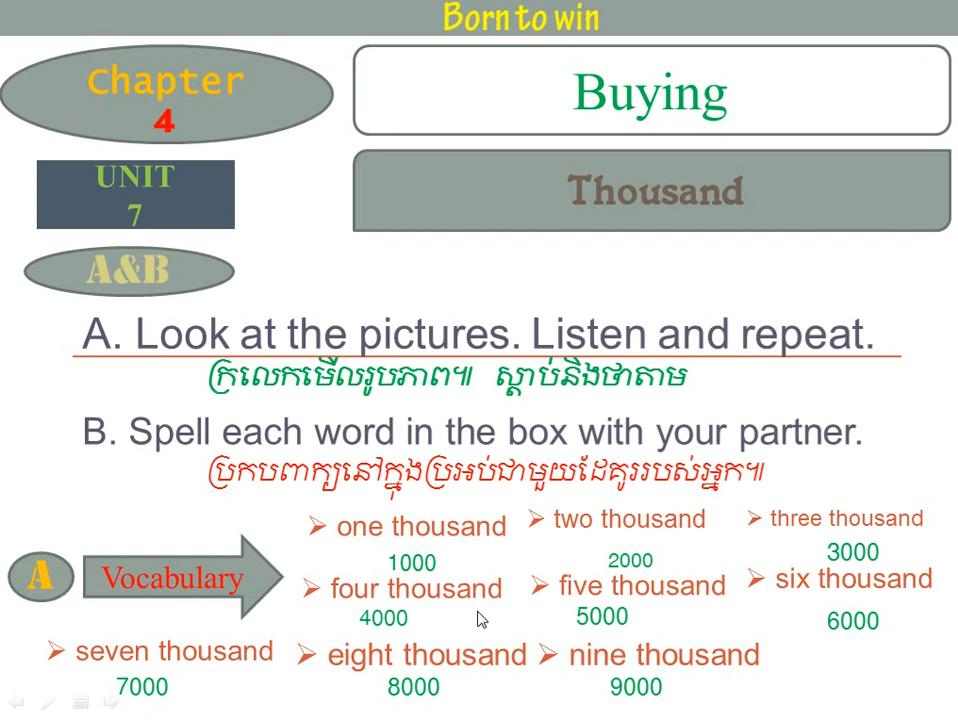 Born to win
Chapter
4
Buying
UNIT
7
Thousand
A&B
A. Look at the pictures. Listen and repeat.
ក្រលេកមើលរូបភាព៕ ស្តាប់និងថាតាម
B. Spell each word in the box with your partner.
ប្រកបពាក្យនៅក្នុងប្រអប់ជាមួយដៃគូររបស់អ្នក៕
A
Vocabulary
➢ one thousand
1000
➢ two thousand
2000
➢ three thousand
3000
➢ four thousand
4000
➢ five thousand
5000
➢ six thousand
6000
➢ seven thousand
7000
➢ eight thousand
8000
➢ nine thousand
9000